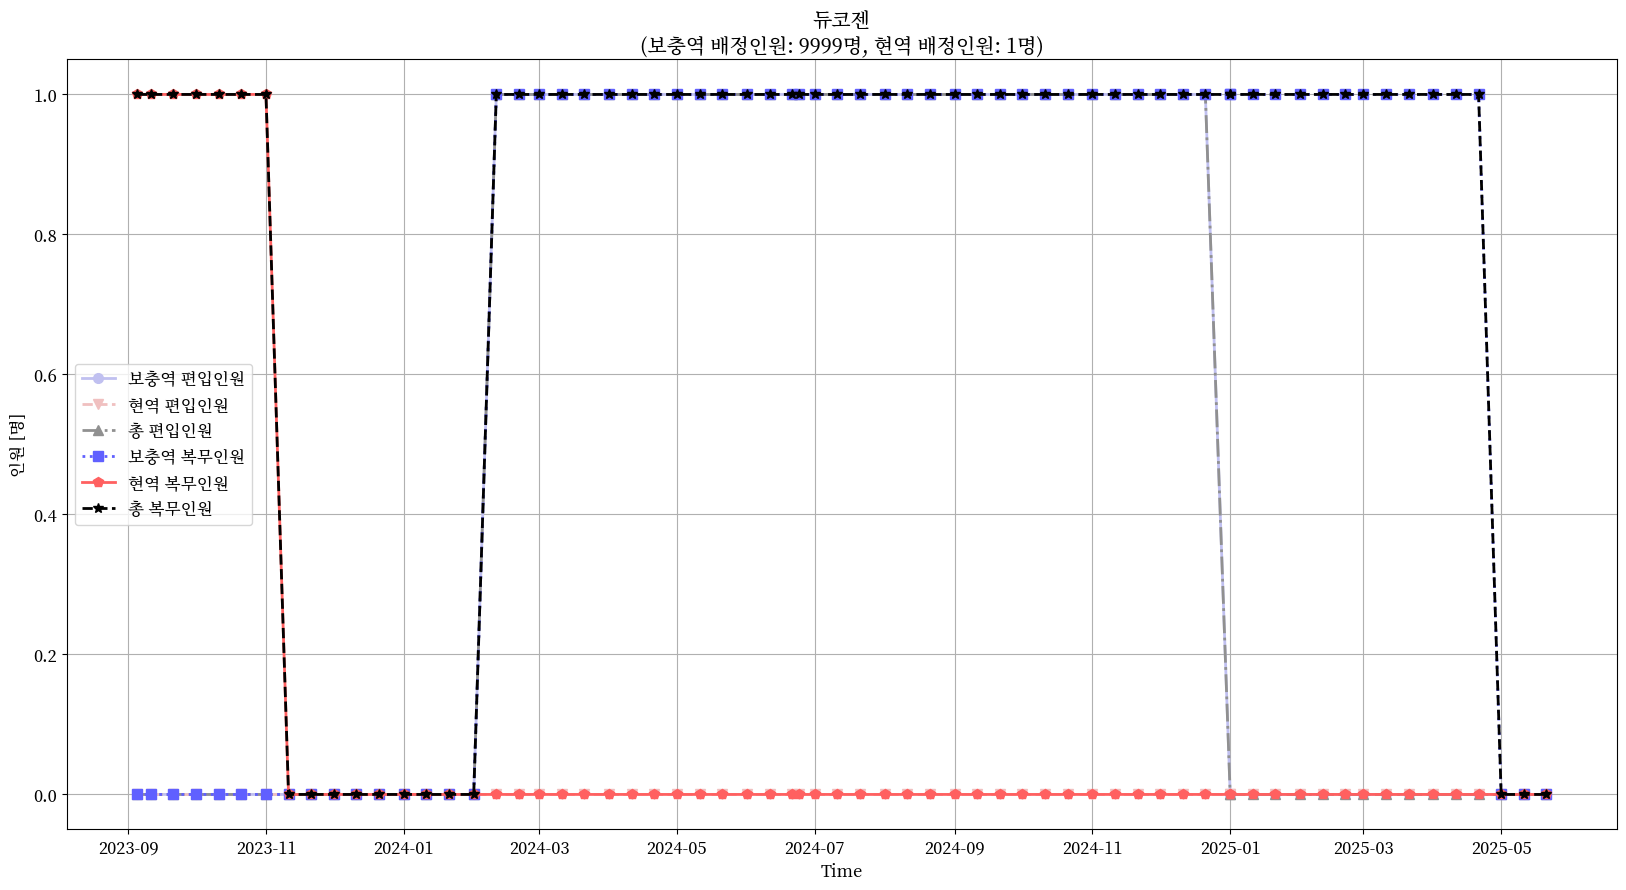 듀코젠
(보충역 배정인원: 9999명, 현역 배정인원: 1명)
1.0
0.8
0.6
0.4
0.2
0.0
인원 [명]
보충역 편입인원
현역 편입인원
총 편입인원
보충역 복무인원
현역 복무인원
총 복무인원
2023-09 2023-11 2024-01 2024-03 2024-05 2024-07 2024-09 2024-11 2025-01 2025-03 2025-05
Time